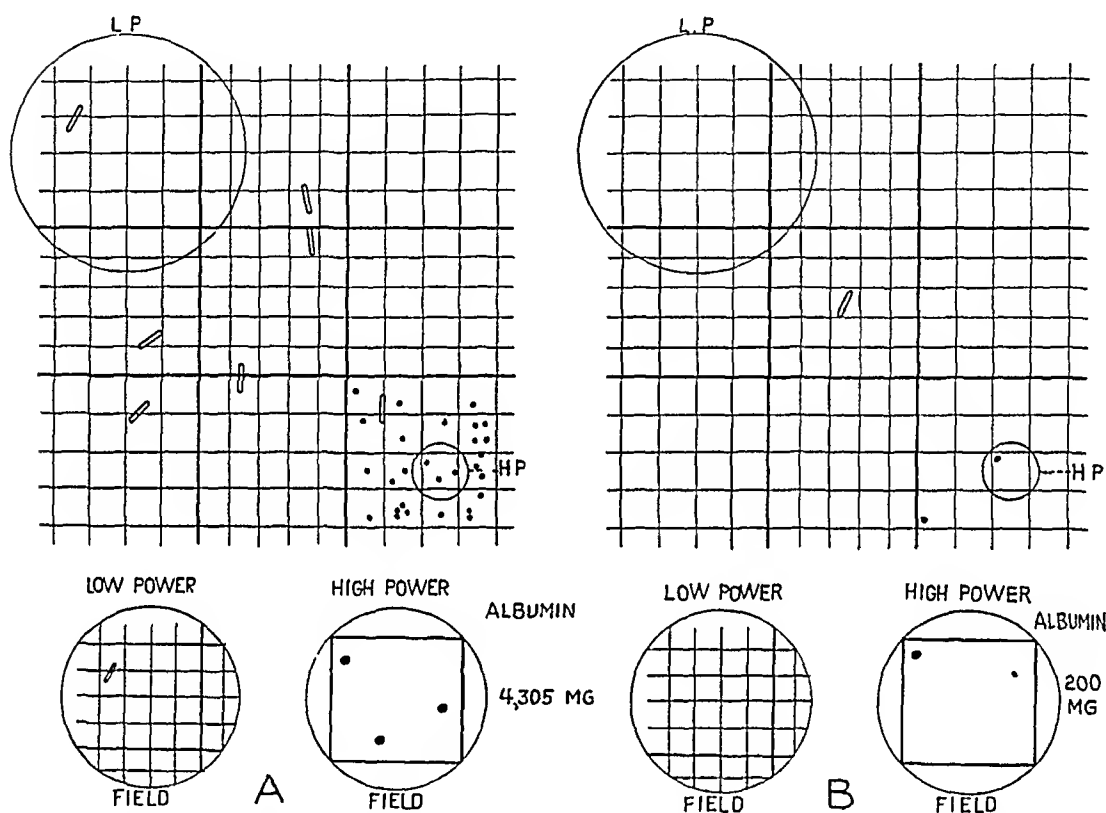 L P
HP
LOW POWER
FIELD
HIGH POWER
FIELD
ALBUMIN
4,305 MG
A
L.P
HP
LOW POWER
FIELD
HIGH POWER
FIELD
ALBUMIN
200
MG
B